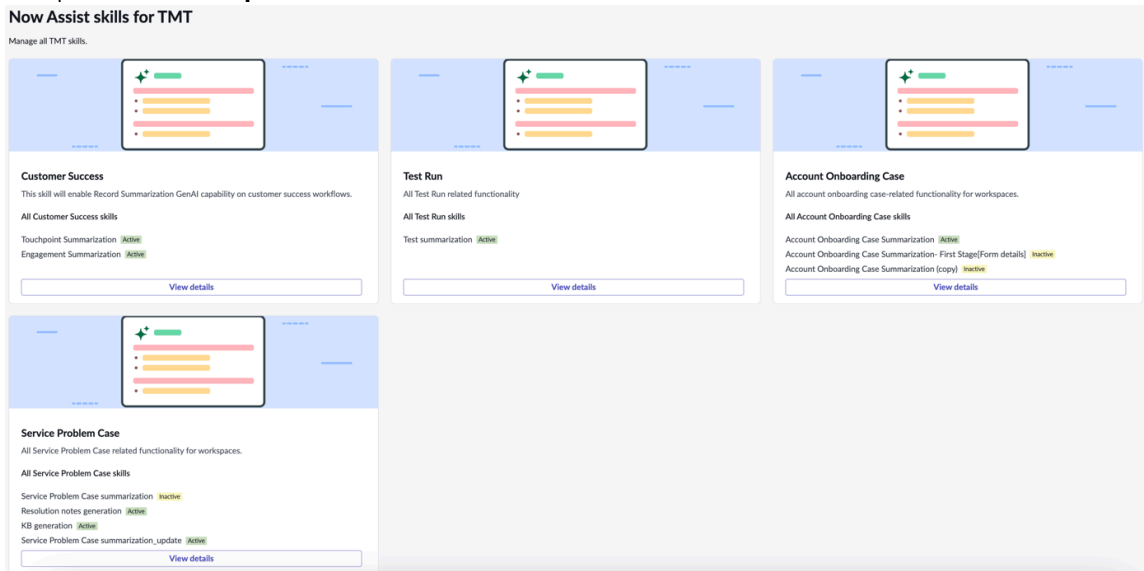 Now Assist skills for TMT
Manage all TMT skills.
Customer Success
This skill will enable Record Summarization GenAI capability on customer success workflows.
All Customer Success skills
Touchpoint Summarization Active
Engagement Summarization Active
View details
Test Run
All Test Run related functionality
All Test Run skills
Test summarization Active
View details
Account Onboarding Case
All account onboarding case-related functionality for workspaces.
All Account Onboarding Case skills
Account Onboarding Case Summarization Active
Account Onboarding Case Summarization- First Stage[Form details] Inactive
Account Onboarding Case Summarization (copy) Inactive
View details
Service Problem Case
All Service Problem Case related functionality for workspaces.
All Service Problem Case skills
Service Problem Case summarization Inactive
Resolution notes generation Active
KB generation Active
Service Problem Case summarization_update Active
View details